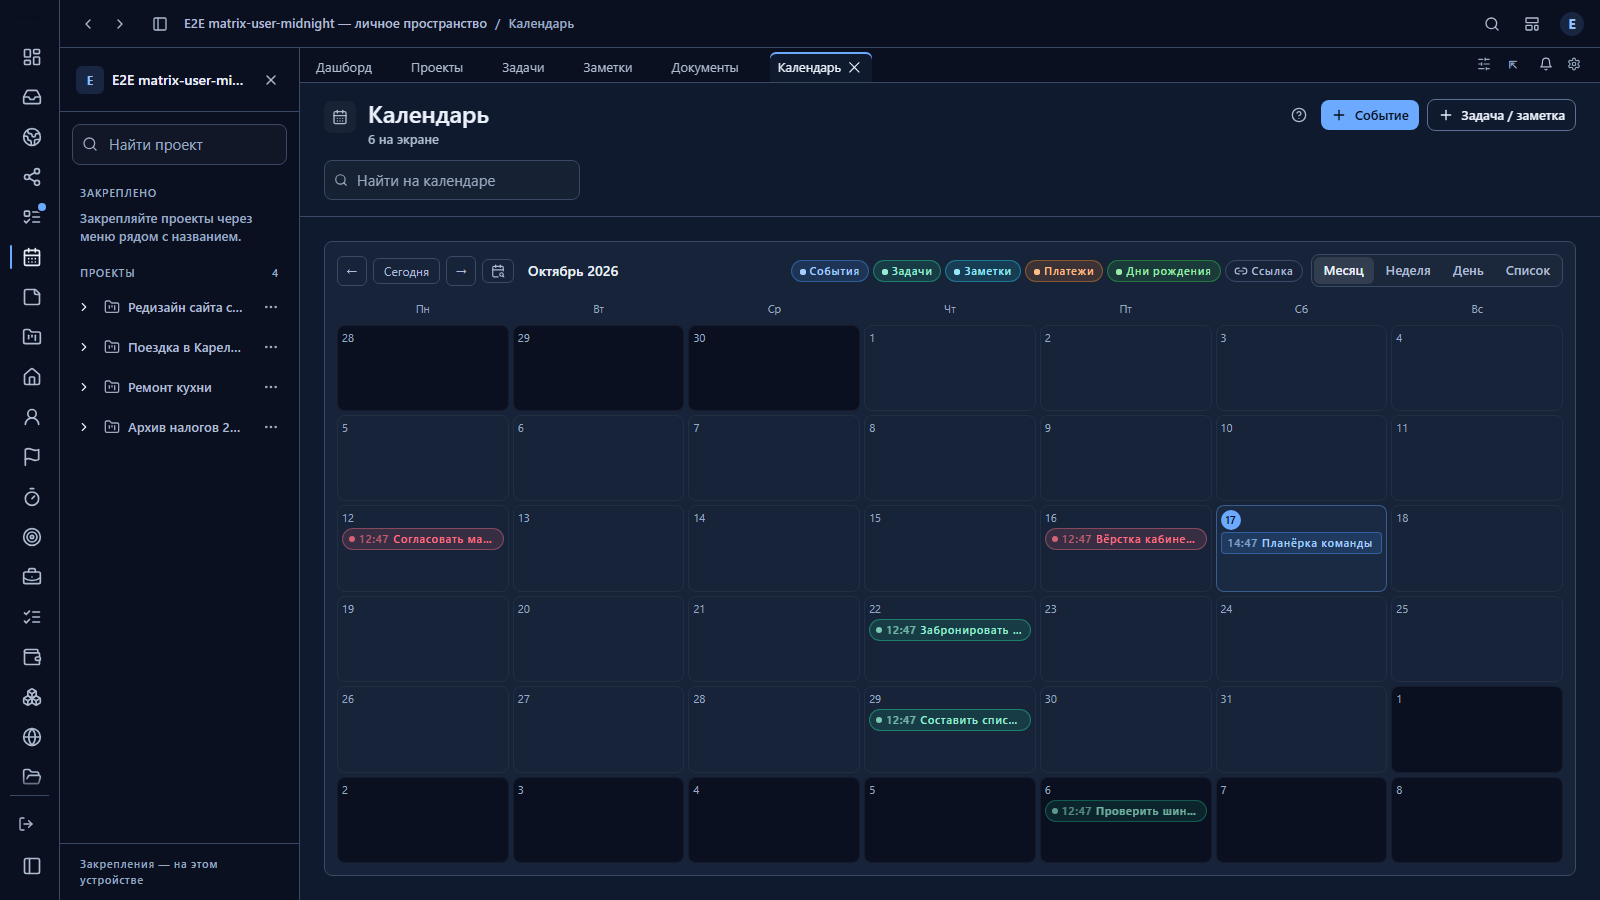 E2E matrix-user-midnight — личное пространство / Календарь
E
E
E2E matrix-user-mi...
Найти проект
ЗАКРЕПЛЕНО
Закрепляйте проекты через
меню рядом с названием.
ПРОЕКТЫ 4
Редизайн сайта с...
Поездка в Карел...
Ремонт кухни
Архив налогов 2...
Закрепления — на этом
устройстве
Дашборд Проекты Задачи Заметки Документы Календарь
Календарь
6 на экране
Событие
Задача / заметка
Найти на календаре
← Сегодня → Октябрь 2026
События Задачи Заметки Платежи Дни рождения Ссылка
Месяц Неделя День Список
Пн Вт Ср Чт Пт Сб Вс
28 29 30 1 2 3 4
5 6 7 8 9 10 11
12 13 14 15 16 17 18
12:47 Согласовать ма...
12:47 Вёрстка кабине...
14:47 Планёрка команды
19 20 21 22 23 24 25
12:47 Забронировать ...
26 27 28 29 30 31 1
12:47 Составить спис...
2 3 4 5 6 7 8
12:47 Проверить шин...